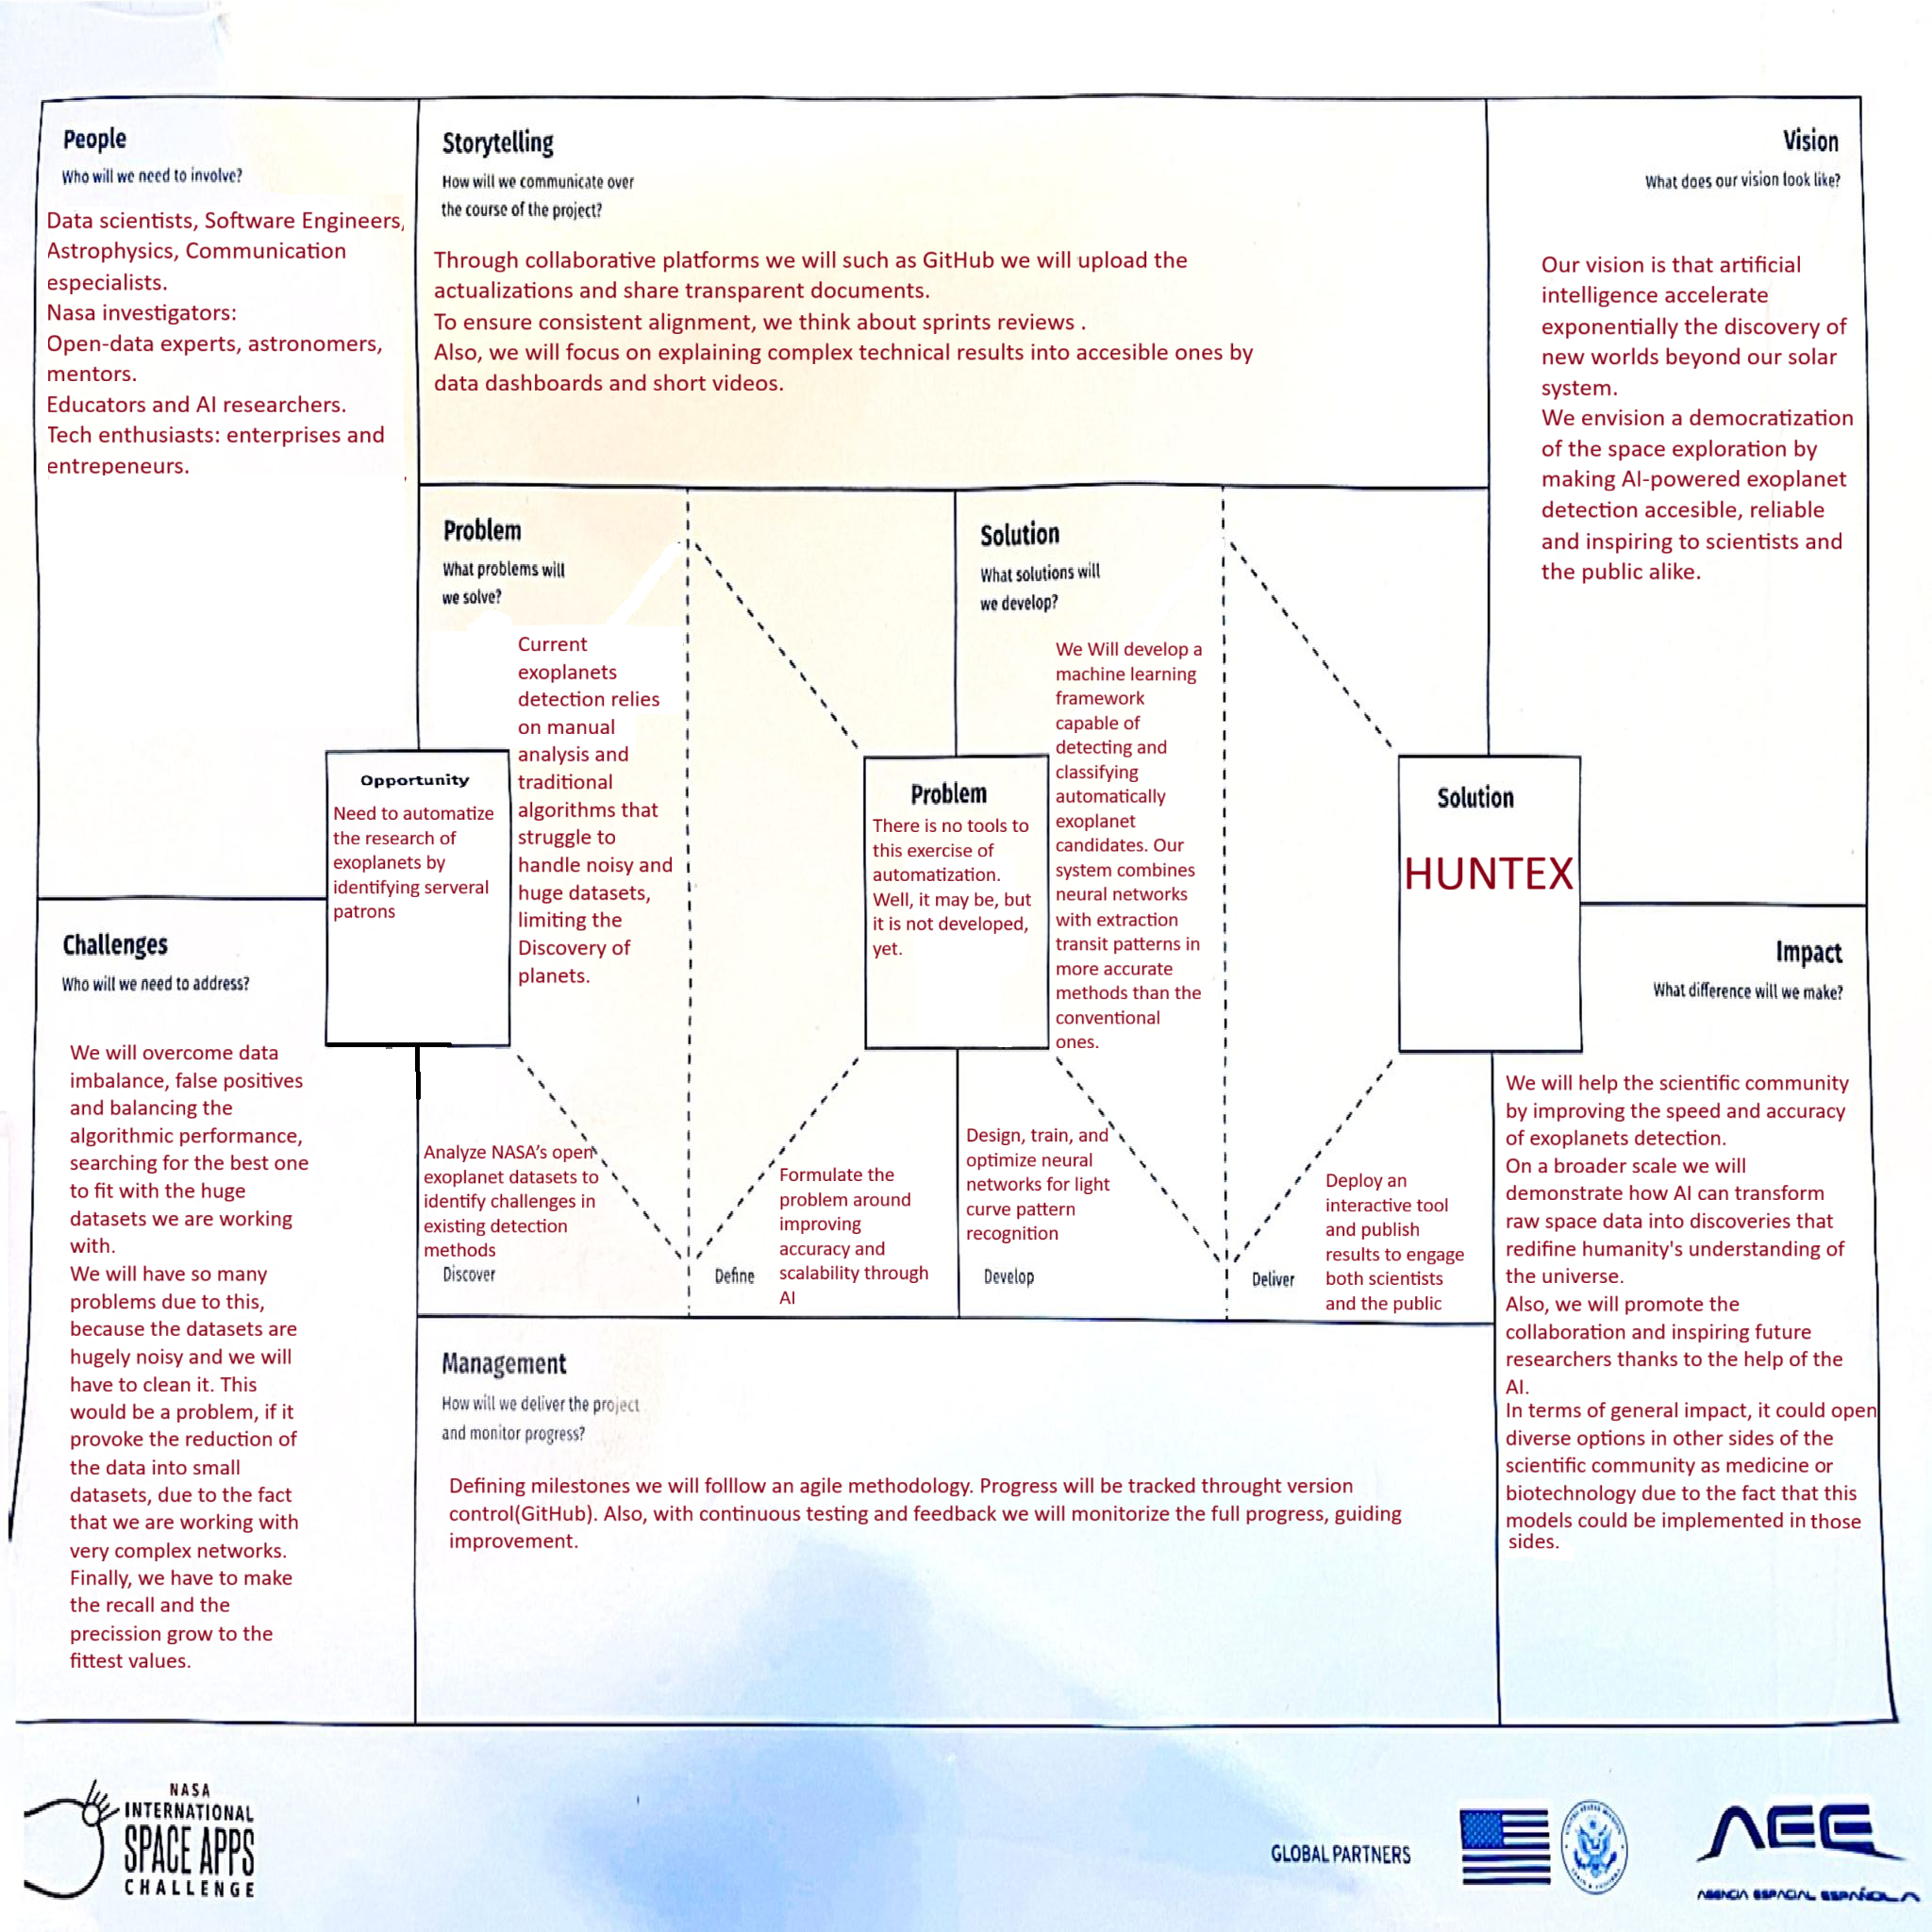 People
Who will we need to involve?
Data scientists, Software Engineers,
Astrophysics, Communication
especialists.
Nasa investigators:
Open-data experts, astronomers,
mentors.
Educators and AI researchers.
Tech enthusiasts: enterprises and
entrepeneurs.
Storytelling
How will we communicate over
the course of the project?
Through collaborative platforms we will such as GitHub we will upload the
actualizations and share transparent documents.
To ensure consistent alignment, we think about sprints reviews .
Also, we will focus on explaining complex technical results into accesible ones by
data dashboards and short videos.
Vision
What does our vision look like?
Our vision is that artificial
intelligence accelerate
exponentially the discovery of
new worlds beyond our solar
system.
We envision a democratization
of the space exploration by
making AI-powered exoplanet
detection accesible, reliable
and inspiring to scientists and
the public alike.
Problem
What problems will
we solve?
Current
exoplanets
detection relies
on manual
analysis and
traditional
algorithms that
struggle to
handle noisy and
huge datasets,
limiting the
Discovery of
planets.
Solution
What solutions will
we develop?
We Will develop a
machine learning
framework
capable of
detecting and
classifying
automatically
exoplanet
candidates. Our
system combines
neural networks
with extraction
transit patterns in
more accurate
methods than the
conventional
ones.
Opportunity
Need to automatize
the research of
exoplanets by
identifying serveral
patrons
Problem
There is no tools to
this exercise of
automatization.
Well, it may be, but
it is not developed,
yet.
Solution
HUNTEX
Challenges
Who will we need to address?
We will overcome data
imbalance, false positives
and balancing the
algorithmic performance,
searching for the best one
to fit with the huge
datasets we are working
with.
We will have so many
problems due to this,
because the datasets are
hugely noisy and we will
have to clean it. This
would be a problem, if it
provoke the reduction of
the data into small
datasets, due to the fact
that we are working with
very complex networks.
Finally, we have to make
the recall and the
precission grow to the
fittest values.
Analyze NASA's open
exoplanet datasets to
identify challenges in
existing detection
methods
Discover
Formulate the
problem around
improving
accuracy and
scalability through
AI
Define
Design, train, and
optimize neural
networks for light
curve pattern
recognition
Develop
Deploy an
interactive tool
and publish
results to engage
both scientists
and the public
Deliver
Impact
What difference will we make?
We will help the scientific community
by improving the speed and accuracy
of exoplanets detection.
On a broader scale we will
demonstrate how AI can transform
raw space data into discoveries that
redifine humanity's understanding of
the universe.
Also, we will promote the
collaboration and inspiring future
researchers thanks to the help of the
AI.
In terms of general impact, it could open
diverse options in other sides of the
scientific community as medicine or
biotechnology due to the fact that this
models could be implemented in those
sides.
Management
How will we deliver the project
and monitor progress?
Defining milestones we will folllow an agile methodology. Progress will be tracked throught version
control(GitHub). Also, with continuous testing and feedback we will monitorize the full progress, guiding
improvement.
NASA
INTERNATIONAL
SPACE APPS
CHALLENGE
GLOBAL PARTNERS
AEE
AGENCIA ESPACIAL ESPAÑOLA